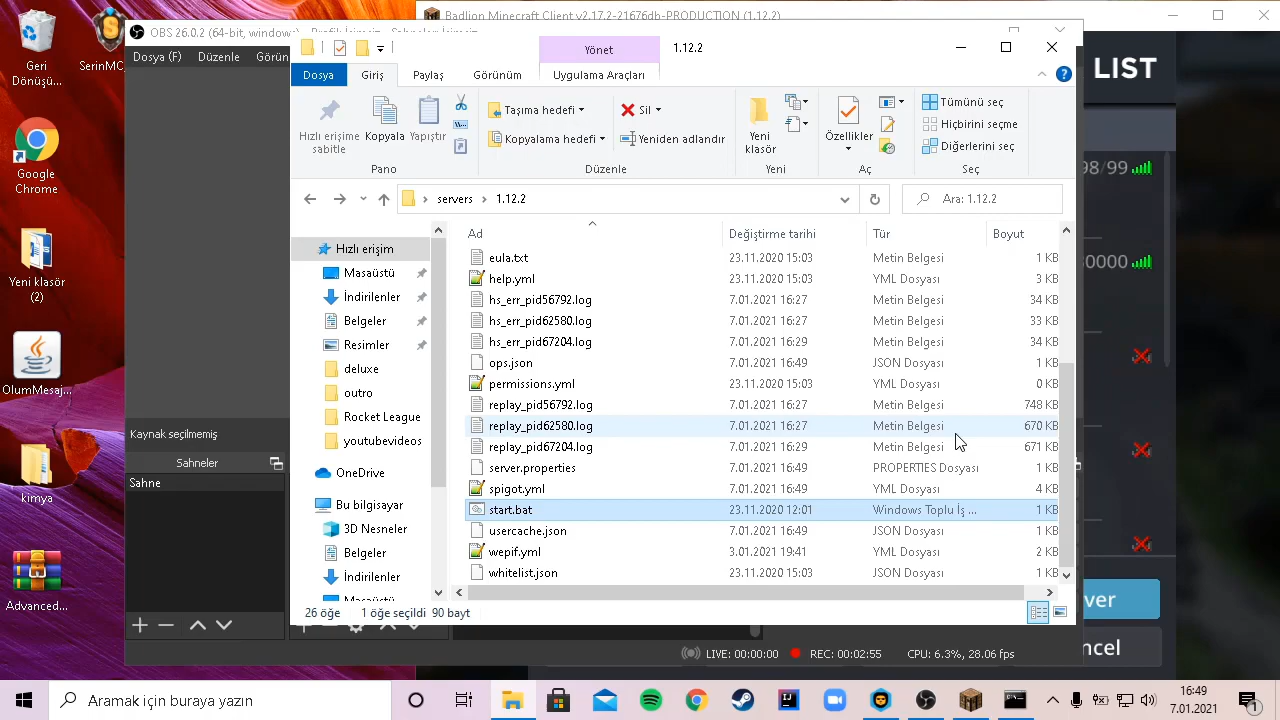 Badlion Minecraft Client v2.17.2-21676db-PRODUCTION (1.12.2)
OBS 26.0.2 (64-bit, windows)
Dosya (F)
Düzenle
Görün
Yönet
1.12.2
Dosya
Giriş
Paylaş
Görünüm
Uygulama Araçları
LIST
Hızlı erişime
sabitle
Kopyala
Yapıştır
Taşıma hedefi
Kopyalama hedefi
Sil
Yeniden adlandır
Yeni
klasör
Özellikler
Tümünü seç
Hiçbirini seçme
Diğerlerini seç
Pano
Düzenle
Yeni
Aç
Seç
servers
1.12.2
Ara: 1.12.2
98/99
Ad
Değiştirme tarihi
Tür
Boyut
eula.txt 23.11.2020 15:03 Metin Belgesi 1 KB
help.yml 23.11.2020 15:03 YML Dosyası 3 KB
hs_err_pid56792.log 7.01.2021 16:27 Metin Belgesi 34 KB
hs_err_pid62580.log 7.01.2021 16:27 Metin Belgesi 33 KB
hs_err_pid67204.log 7.01.2021 16:29 Metin Belgesi 34 KB
ops.json 7.01.2021 16:49 JSON Dosyası 1 KB
permissions.yml 23.11.2020 15:03 YML Dosyası 0 KB
replay_pid56792.log 7.01.2021 16:27 Metin Belgesi 748 KB
replay_pid62580.log 7.01.2021 16:27 Metin Belgesi 670 KB
replay_pid67204.log 7.01.2021 16:29 Metin Belgesi 671 KB
server.properties 7.01.2021 16:49 PROPERTIES Dosyası 1 KB
spigot.yml 7.01.2021 16:49 YML Dosyası 4 KB
start.bat 23.11.2020 12:01 Windows Toplu İş ... 1 KB
usercache.json 7.01.2021 16:49 JSON Dosyası 1 KB
wepif.yml 3.01.2021 19:41 YML Dosyası 2 KB
whitelist.json 23.11.2020 15:03 JSON Dosyası 1 KB
Hızlı erişim
Masaüstü
İndirilenler
Belgeler
Resimler
deluxe
outro
Rocket League
youtubevideos
OneDrive
Bu bilgisayar
3D Nesneler
Belgeler
İndirilenler
Masaüstü
26 öğe
1 öğe seçildi 90 bayt
Kaynak seçilmemiş
Sahneler
Sahne
LIVE: 00:00:00
REC: 00:02:55
CPU: 6.3%, 28.06 fps
0000
ver
ncel
Geri
Dönüşü...
SerinMC
Google
Chrome
Yeni klasör
(2)
OlumMesaj...
kimya
Advanced...
Aramak için buraya yazın
16:49
7.01.2021
1